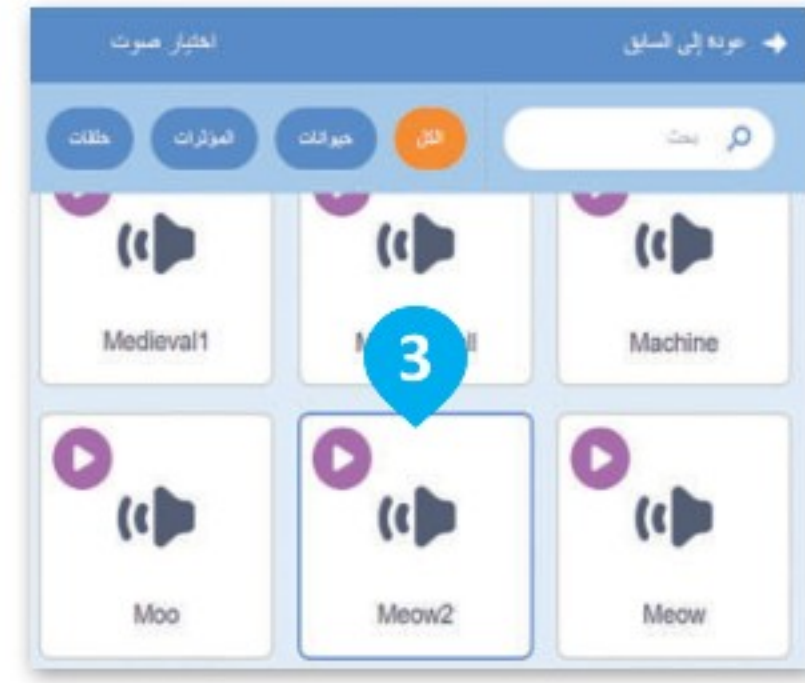 عودة إلى السابق
اختيار صوت
بحث
الكل
حيوانات
المؤثرات
حلقات
Machine
Medieval1
3
Meow
Meow2
Moo